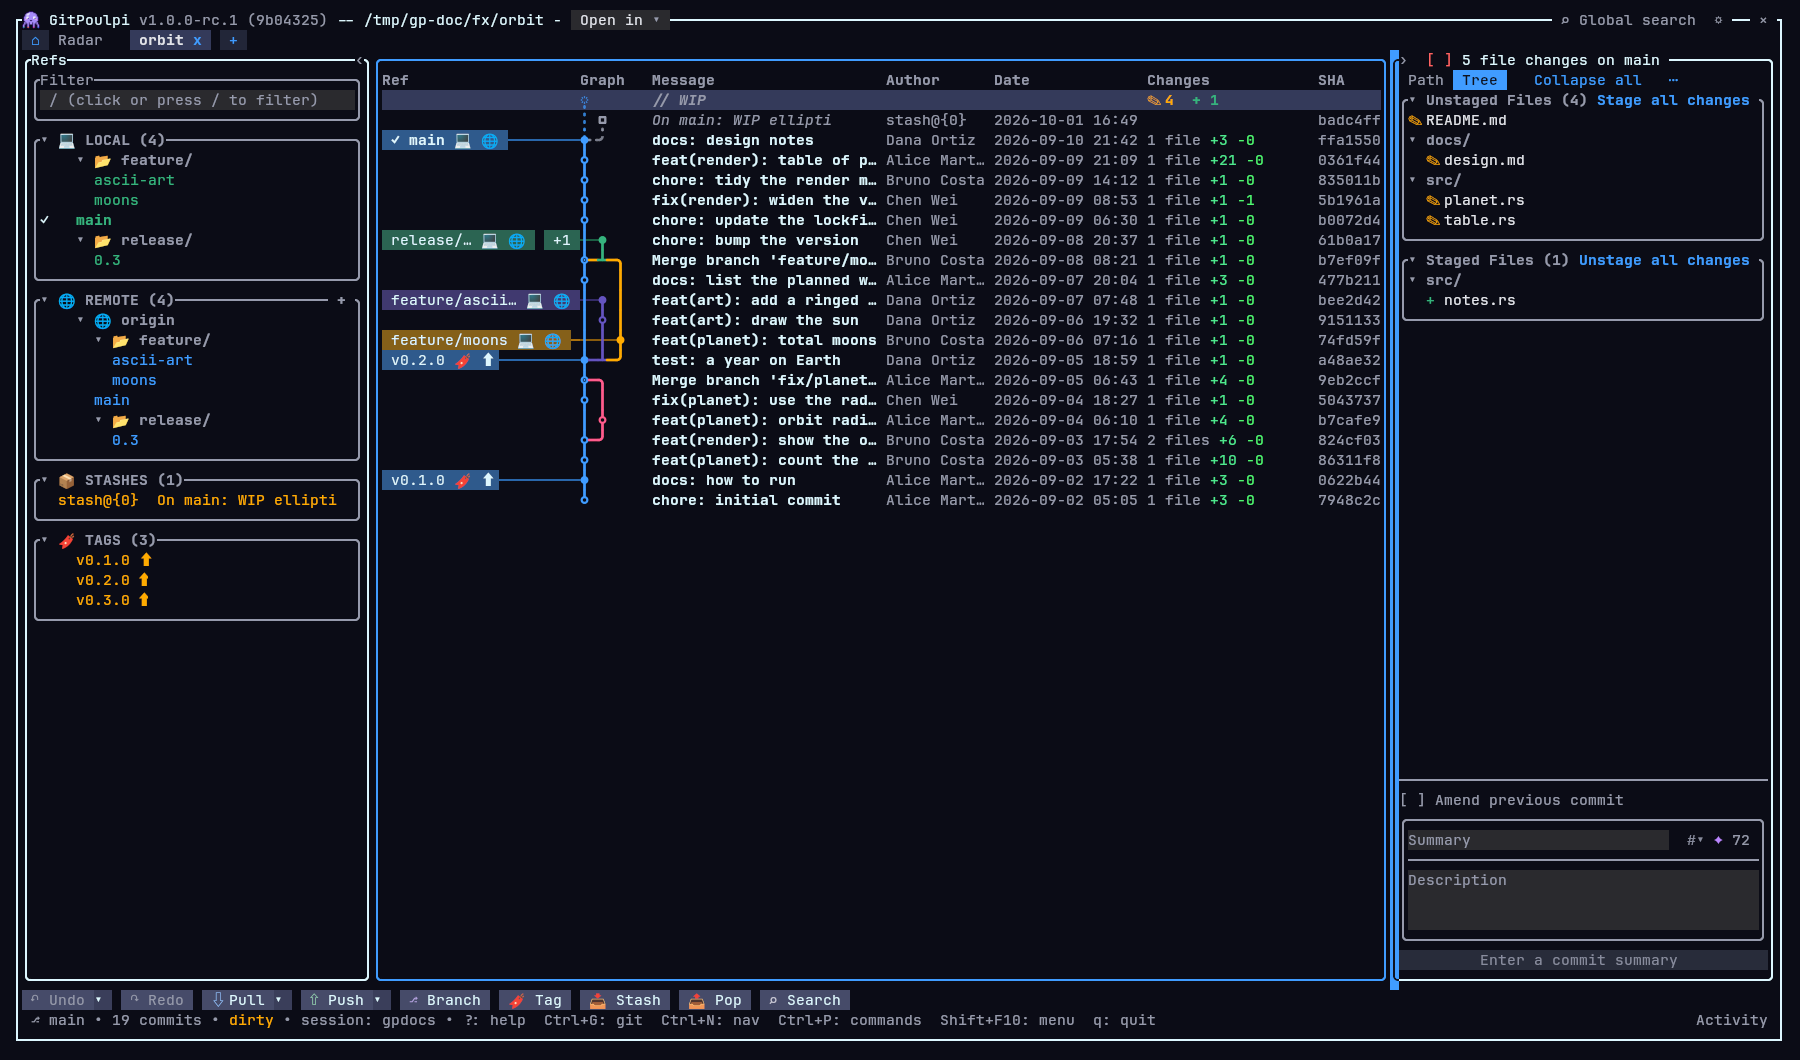 GitPoulpi v1.0.0-rc.1 (9b04325) -- /tmp/gp-doc/fx/orbit - Open in ▾ ⌕ Global search ⚙ — ×
⌂ Radar orbit x +
Refs ‹
Filter
/ (click or press / to filter)
▾ LOCAL (4)
▾ feature/
ascii-art
moons
✓ main
▾ release/
0.3
▾ REMOTE (4) +
▾ origin
▾ feature/
ascii-art
moons
main
▾ release/
0.3
▾ STASHES (1)
stash@{0} On main: WIP ellipti
▾ TAGS (3)
v0.1.0 ⬆
v0.2.0 ⬆
v0.3.0 ⬆
Ref Graph Message Author Date Changes SHA
// WIP ✎ 4 + 1
On main: WIP ellipti stash@{0} 2026-10-01 16:49 badc4ff
✓ main docs: design notes Dana Ortiz 2026-09-10 21:42 1 file +3 -0 ffa1550
feat(render): table of p… Alice Mart… 2026-09-09 21:09 1 file +21 -0 0361f44
chore: tidy the render m… Bruno Costa 2026-09-09 14:12 1 file +1 -0 835011b
fix(render): widen the v… Chen Wei 2026-09-09 08:53 1 file +1 -1 5b1961a
chore: update the lockfi… Chen Wei 2026-09-09 06:30 1 file +1 -0 b0072d4
release/… +1 chore: bump the version Chen Wei 2026-09-08 20:37 1 file +1 -0 61b0a17
Merge branch 'feature/mo… Bruno Costa 2026-09-08 08:21 1 file +1 -0 b7ef09f
docs: list the planned w… Alice Mart… 2026-09-07 20:04 1 file +3 -0 477b211
feature/ascii… feat(art): add a ringed … Dana Ortiz 2026-09-07 07:48 1 file +1 -0 bee2d42
feat(art): draw the sun Dana Ortiz 2026-09-06 19:32 1 file +1 -0 9151133
feature/moons feat(planet): total moons Bruno Costa 2026-09-06 07:16 1 file +1 -0 74fd59f
v0.2.0 ⬆ test: a year on Earth Dana Ortiz 2026-09-05 18:59 1 file +1 -0 a48ae32
Merge branch 'fix/planet… Alice Mart… 2026-09-05 06:43 1 file +4 -0 9eb2ccf
fix(planet): use the rad… Chen Wei 2026-09-04 18:27 1 file +1 -0 5043737
feat(planet): orbit radi… Alice Mart… 2026-09-04 06:10 1 file +4 -0 b7cafe9
feat(render): show the o… Bruno Costa 2026-09-03 17:54 2 files +6 -0 824cf03
feat(planet): count the … Bruno Costa 2026-09-03 05:38 1 file +10 -0 86311f8
v0.1.0 ⬆ docs: how to run Alice Mart… 2026-09-02 17:22 1 file +3 -0 0622b44
chore: initial commit Alice Mart… 2026-09-02 05:05 1 file +3 -0 7948c2c
› [ ] 5 file changes on main
Path Tree Collapse all ⋯
▾ Unstaged Files (4) Stage all changes
✎ README.md
▾ docs/
✎ design.md
▾ src/
✎ planet.rs
✎ table.rs
▾ Staged Files (1) Unstage all changes
▾ src/
+ notes.rs
[ ] Amend previous commit
Summary #▾ ✦ 72
Description
Enter a commit summary
↶ Undo ▾ ↷ Redo ⇩ Pull ▾ ⇧ Push ▾ ⎇ Branch Tag Stash Pop ⌕ Search
⎇ main • 19 commits • dirty • session: gpdocs • ?: help Ctrl+G: git Ctrl+N: nav Ctrl+P: commands Shift+F10: menu q: quit Activity